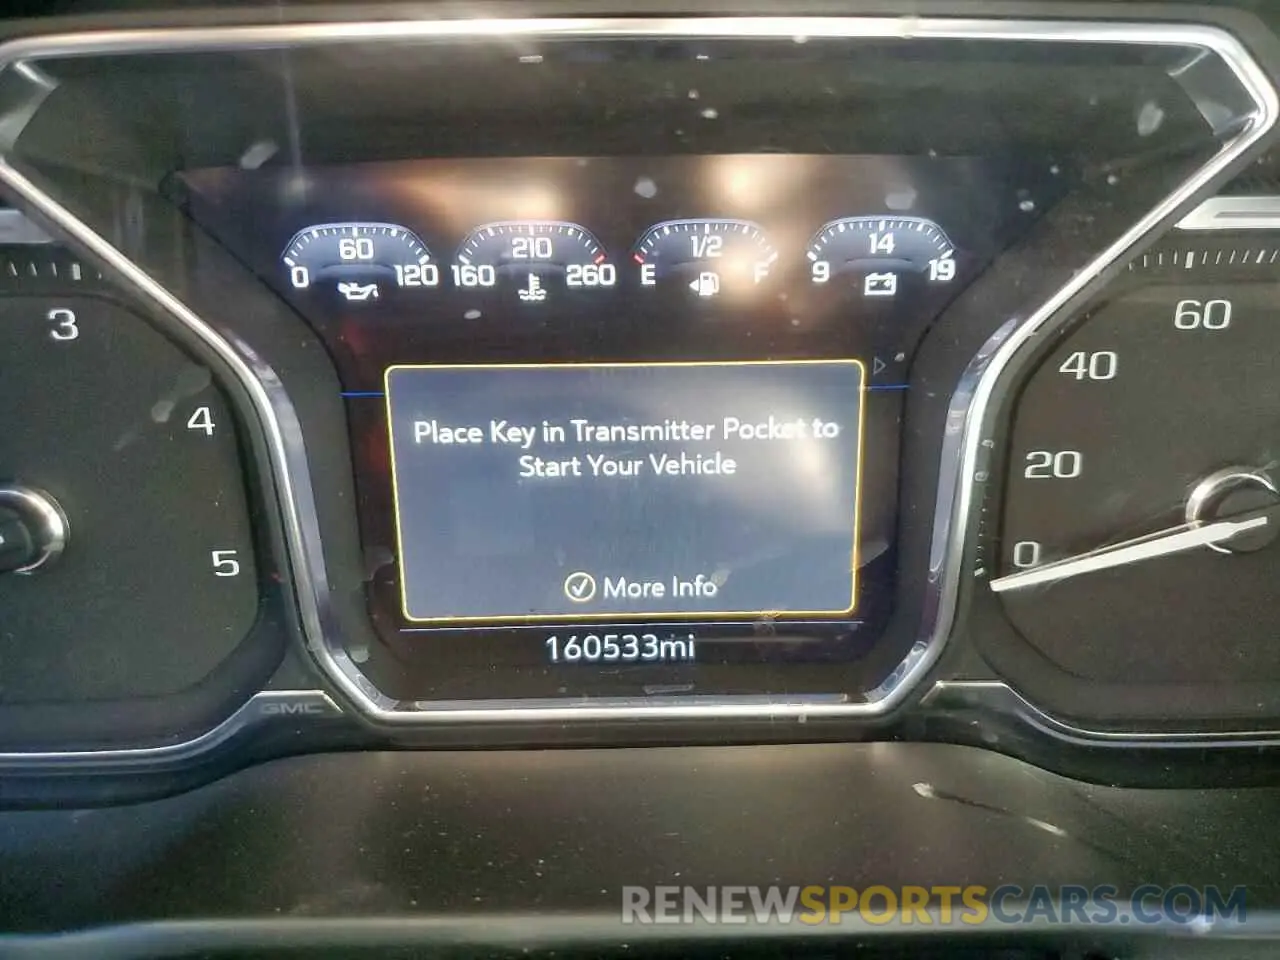 60
0 120
210
160 260
1/2
E F
14
9 19
3
4
5
60
40
20
0
Place Key in Transmitter Pocket to
Start Your Vehicle
More Info
160533mi
GMC
RENEWSPORTSCARS.COM